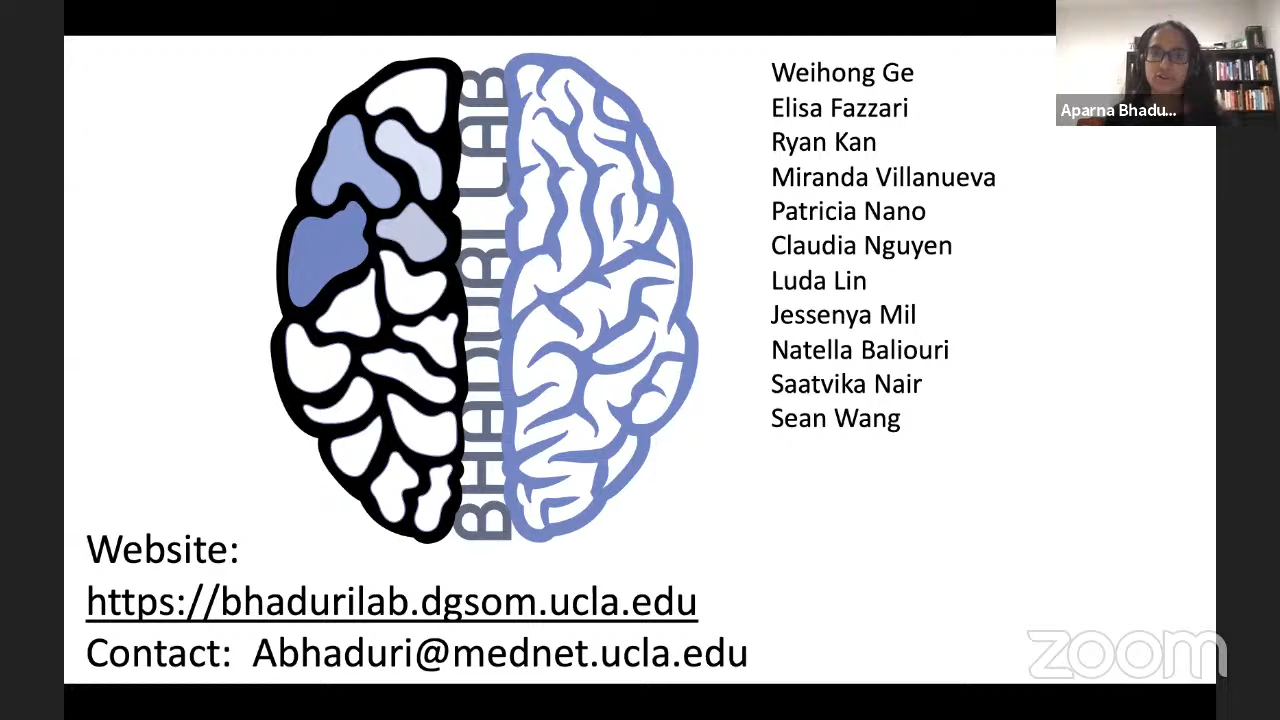 BHADURI LAB
Weihong Ge
Elisa Fazzari
Ryan Kan
Miranda Villanueva
Patricia Nano
Claudia Nguyen
Luda Lin
Jessenya Mil
Natella Baliouri
Saatvika Nair
Sean Wang
Aparna Bhadu...
Website:
https://bhadurilab.dgsom.ucla.edu
Contact: Abhaduri@mednet.ucla.edu
zoom